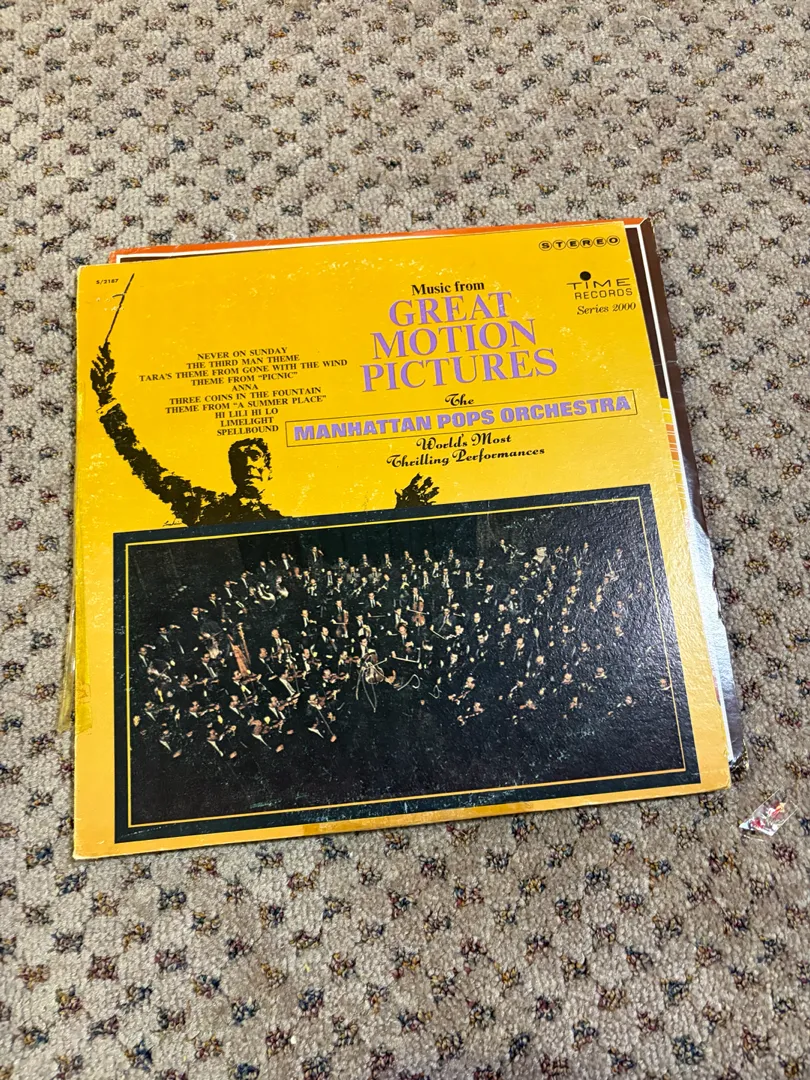 STEREO
S/2167
TIME
RECORDS
Series 2000
Music from
GREAT
MOTION
PICTURES
NEVER ON SUNDAY
THE THIRD MAN THEME
TARA'S THEME FROM GONE WITH THE WIND
THEME FROM "PICNIC"
ANNA
THREE COINS IN THE FOUNTAIN
THEME FROM "A SUMMER PLACE"
HI LILI HI LO
LIMELIGHT
SPELLBOUND
The
MANHATTAN POPS ORCHESTRA
World's Most
Thrilling Performances